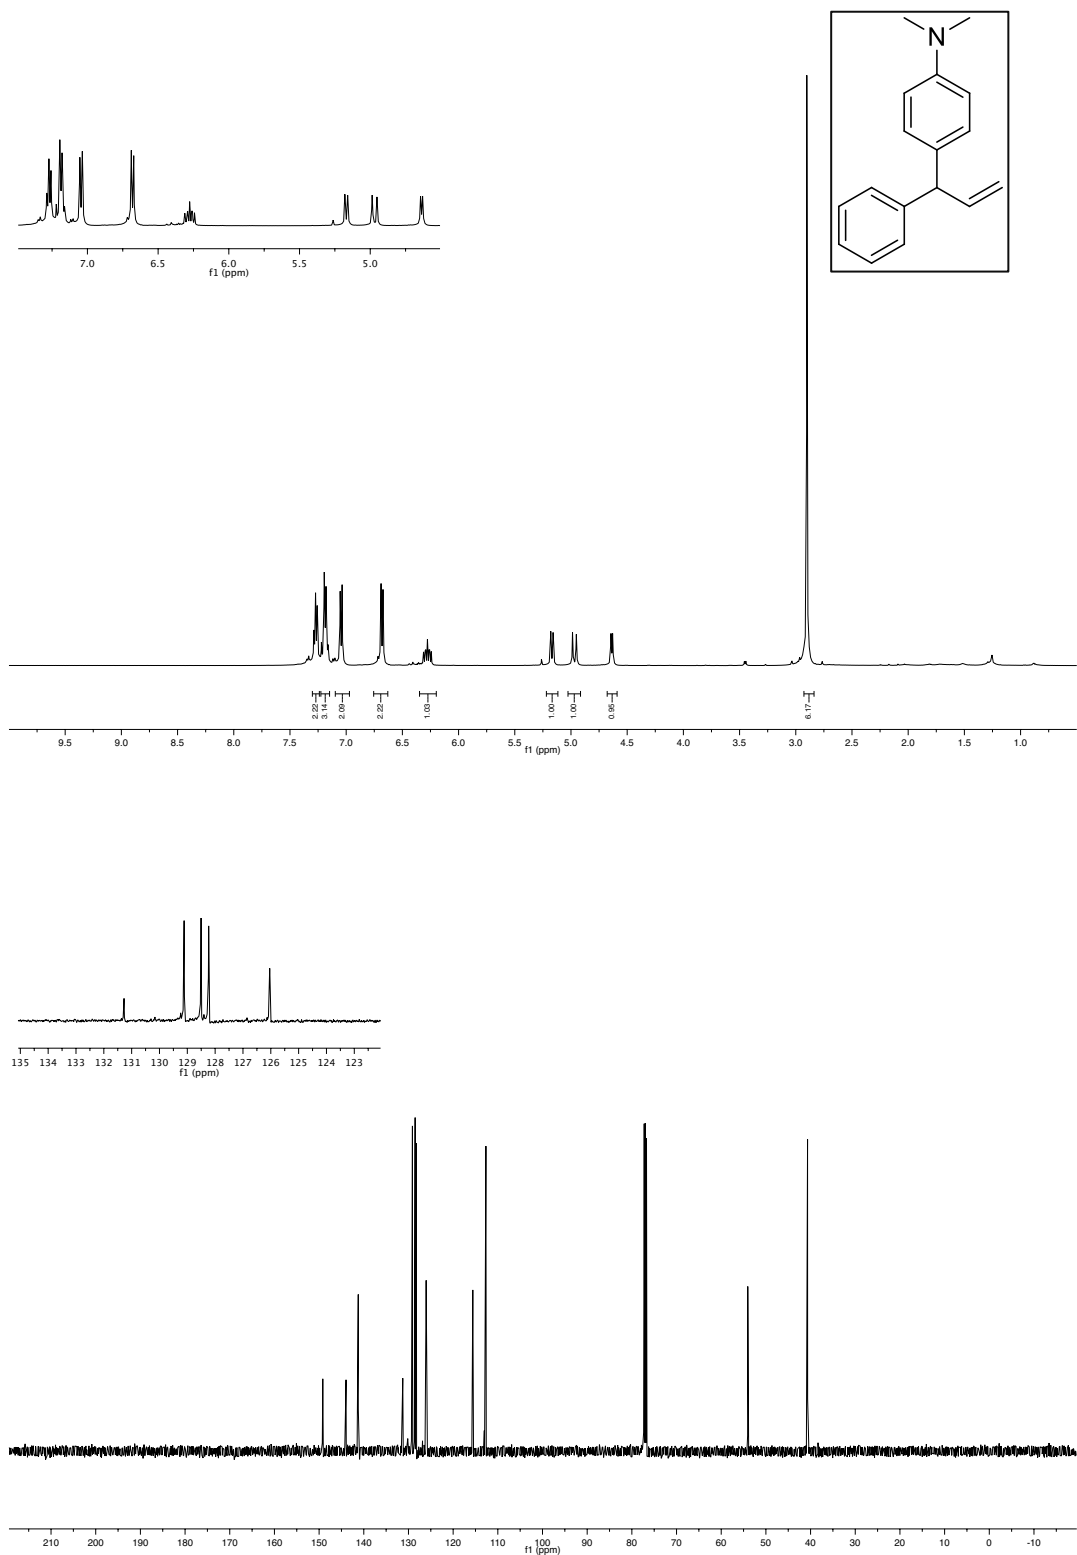 N
7.0 6.5 6.0 5.5 5.0
f1 (ppm)
2.22 3.14 2.09 2.22 1.03 1.00 1.00 0.95 6.17
9.5 9.0 8.5 8.0 7.5 7.0 6.5 6.0 5.5 5.0 4.5 4.0 3.5 3.0 2.5 2.0 1.5 1.0
f1 (ppm)
135 134 133 132 131 130 129 128 127 126 125 124 123
f1 (ppm)
210 200 190 180 170 160 150 140 130 120 110 100 90 80 70 60 50 40 30 20 10 0 -10
f1 (ppm)